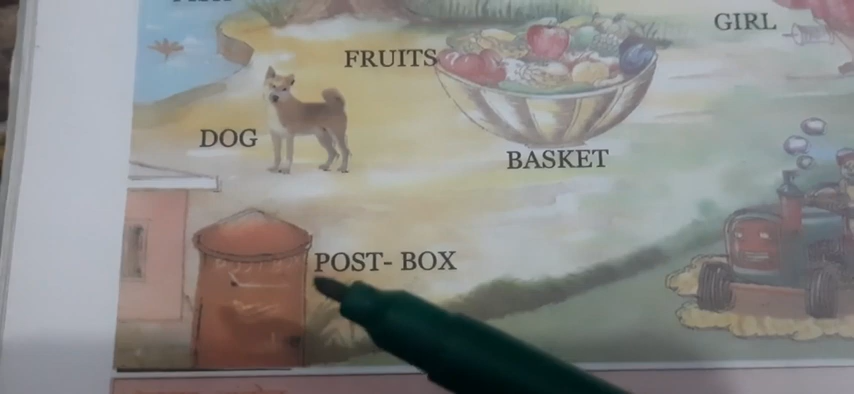 GIRL
FRUITS
DOG
BASKET
POST- BOX